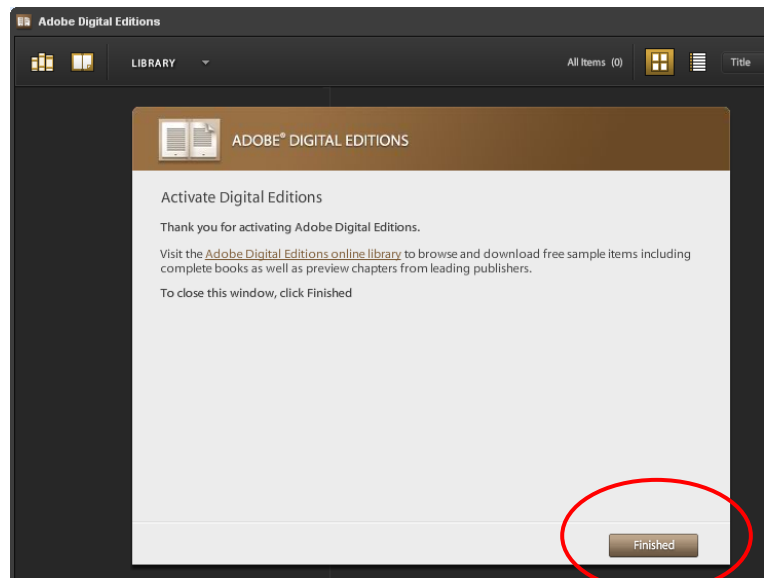 Adobe Digital Editions
LIBRARY All Items (0) Title
ADOBE® DIGITAL EDITIONS
Activate Digital Editions
Thank you for activating Adobe Digital Editions.
Visit the Adobe Digital Editions online library to browse and download free sample items including
complete books as well as preview chapters from leading publishers.
To close this window, click Finished
Finished